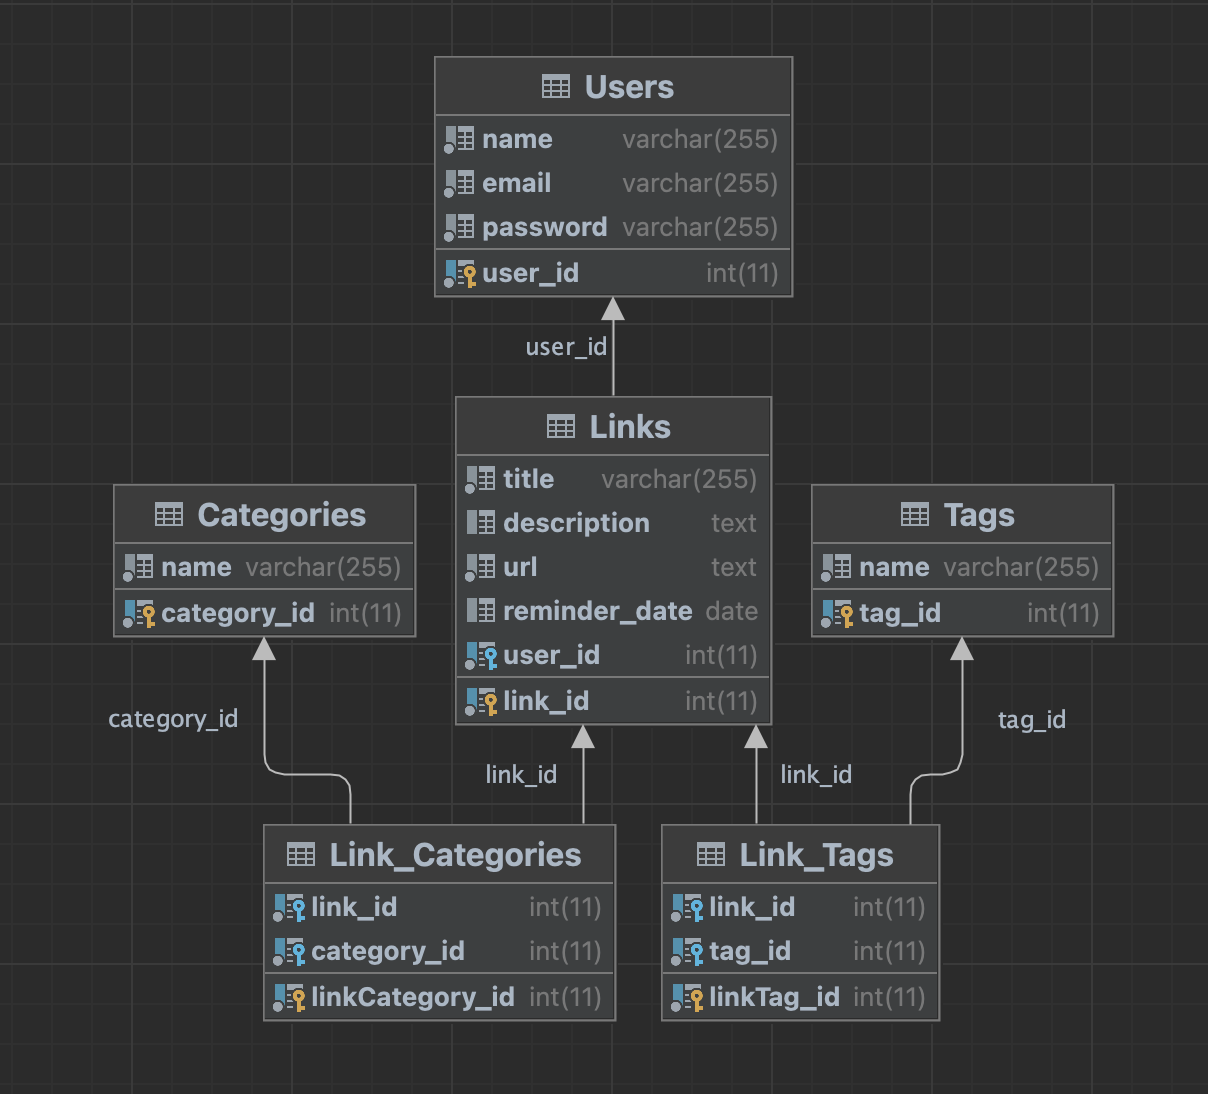 Users
name varchar(255)
email varchar(255)
password varchar(255)
user_id int(11)
user_id
Links
title varchar(255)
description text
url text
reminder_date date
user_id int(11)
link_id int(11)
Categories
name varchar(255)
category_id int(11)
Tags
name varchar(255)
tag_id int(11)
category_id
link_id
link_id
tag_id
Link_Categories
link_id int(11)
category_id int(11)
linkCategory_id int(11)
Link_Tags
link_id int(11)
tag_id int(11)
linkTag_id int(11)